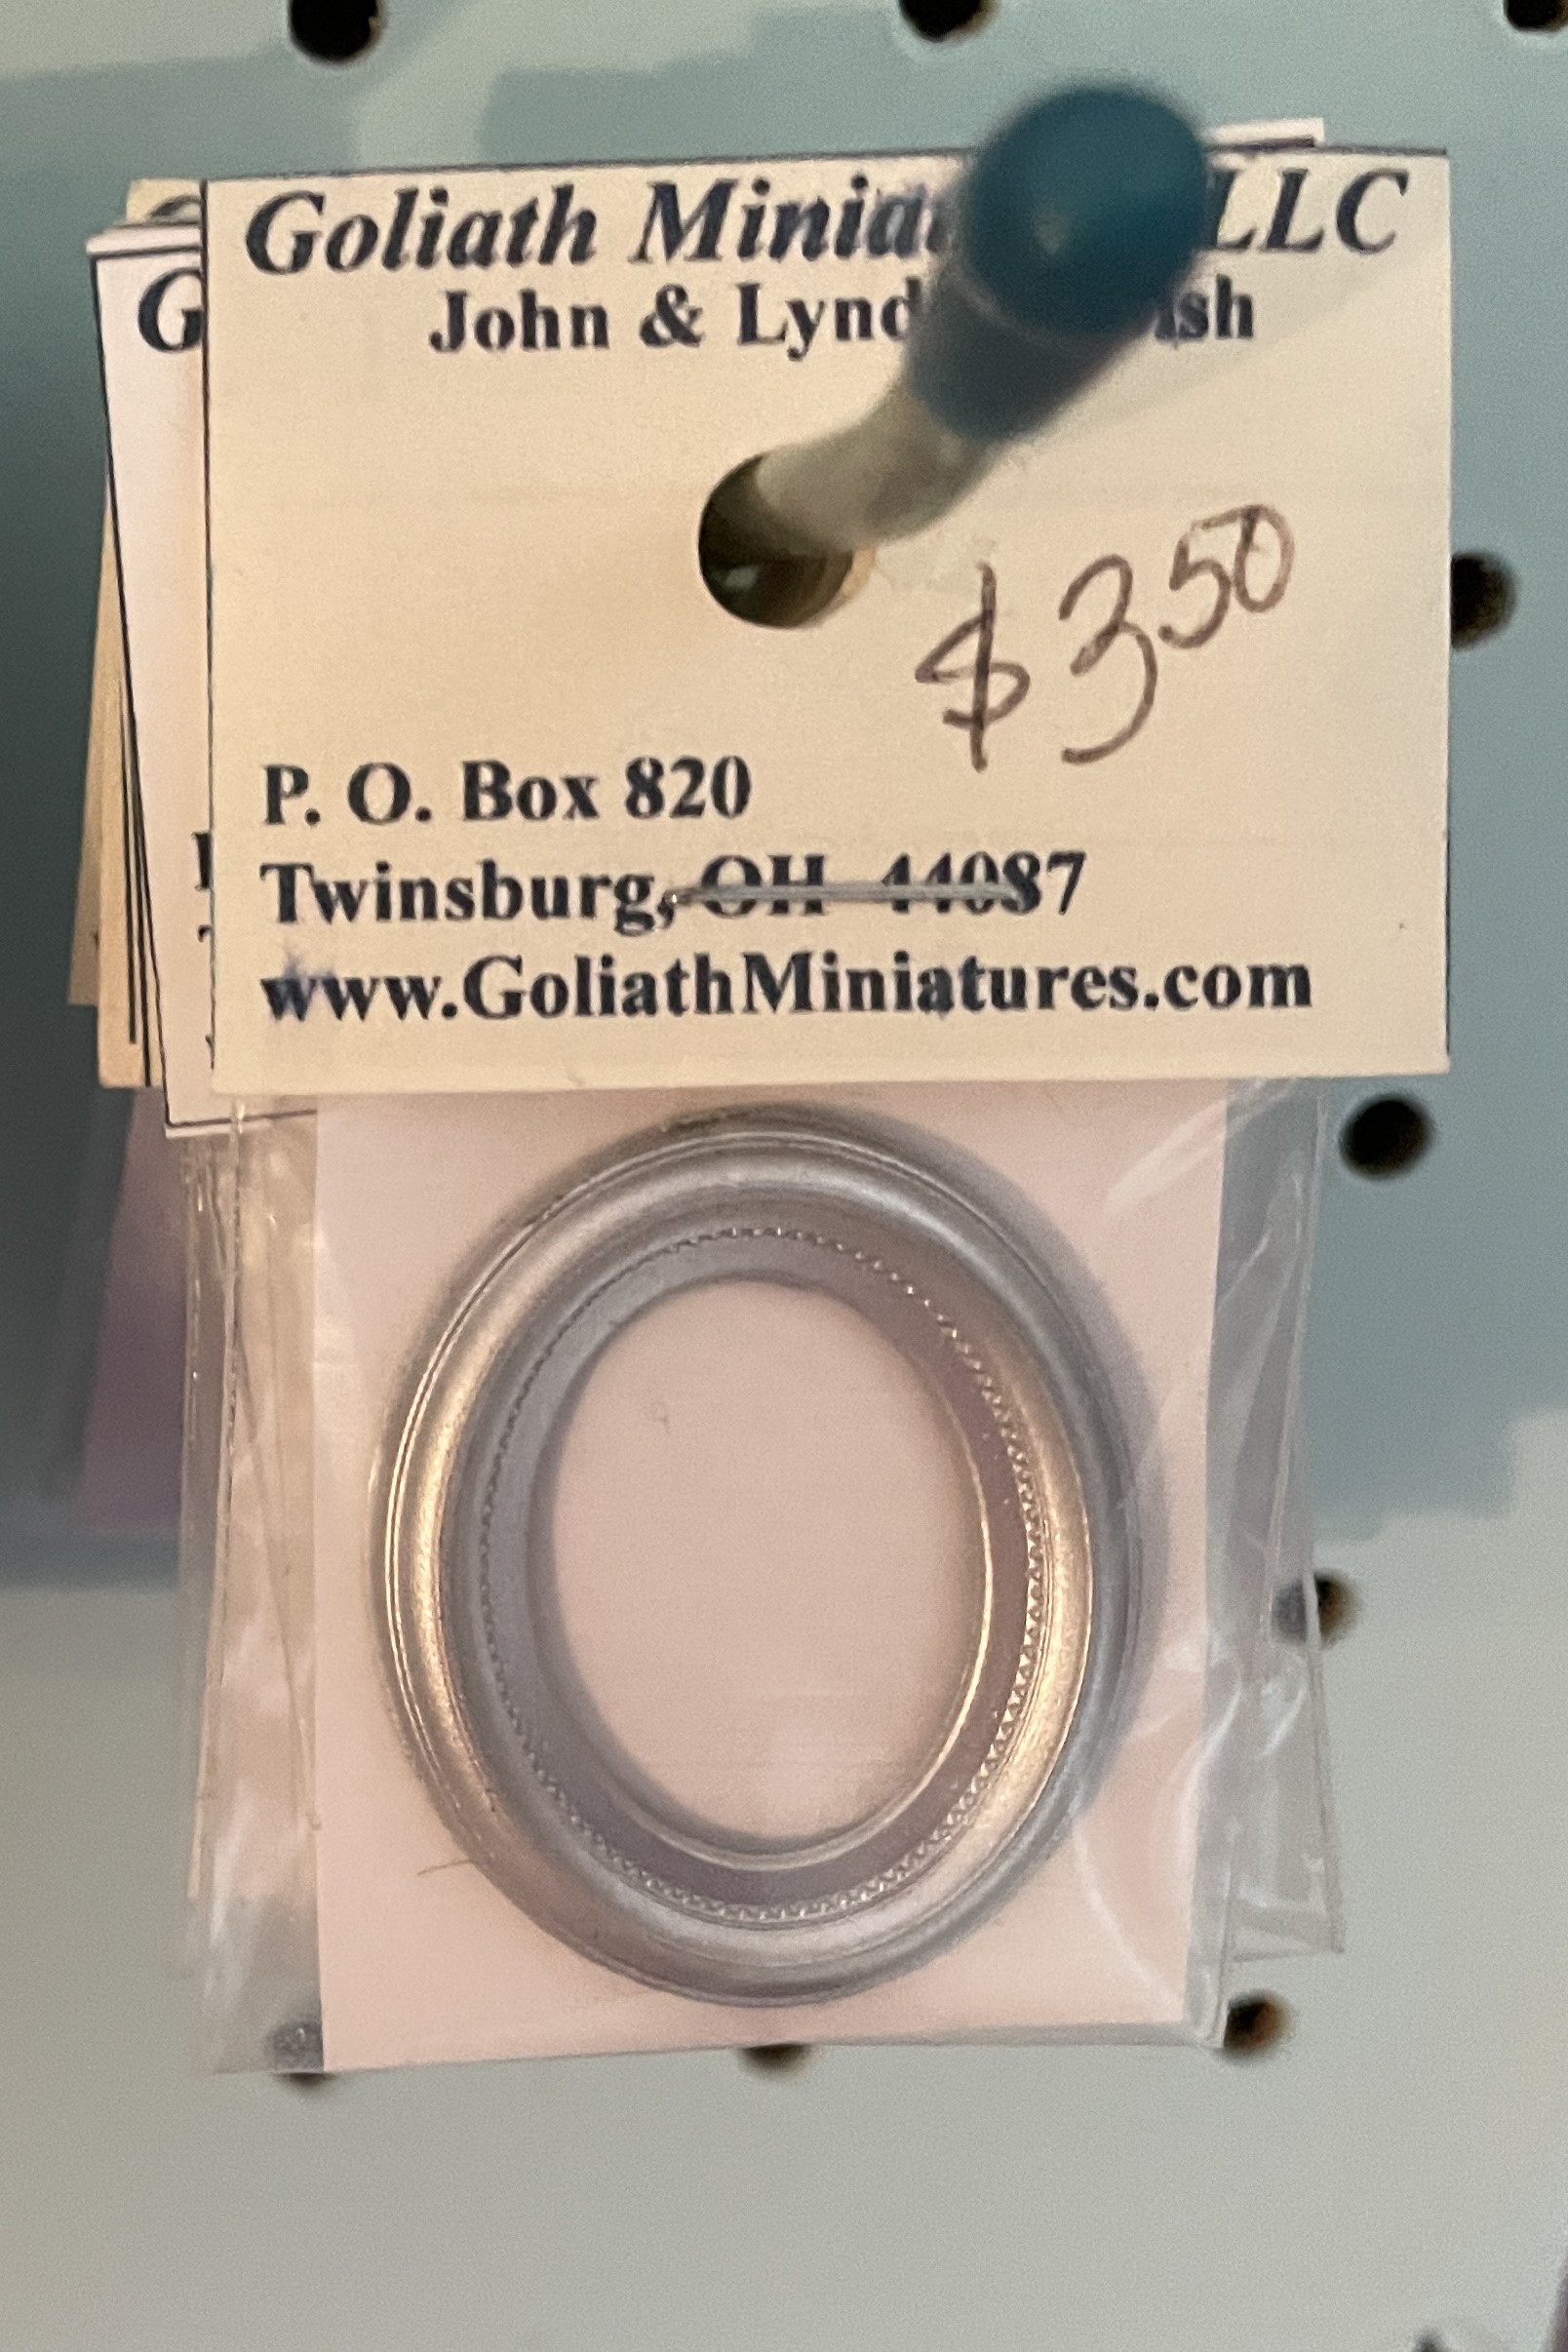 Goliath LLC
John &
$3 50
P. O. Box 820
Twinsburg, OH 44087
www.GoliathMiniatures.com